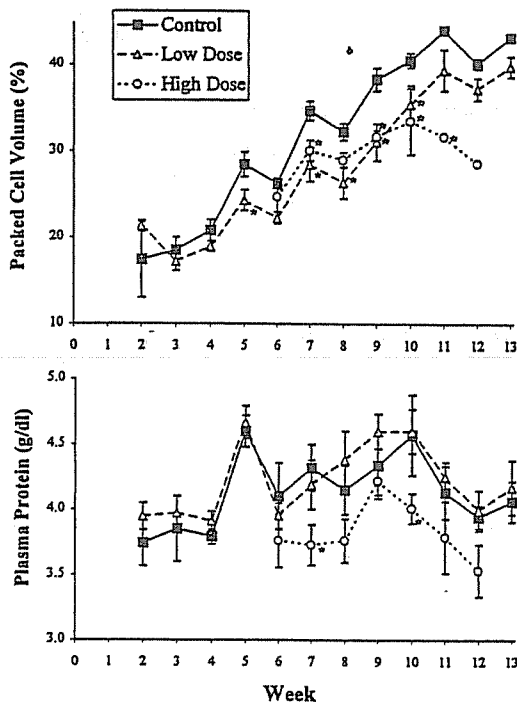 Control
Low Dose
High Dose
Packed Cell Volume (%)
40
30
20
10
0 1 2 3 4 5 6 7 8 9 10 11 12 13
Plasma Protein (g/dl)
4.5
4.0
3.5
3.0
0 1 2 3 4 5 6 7 8 9 10 11 12 13
Week